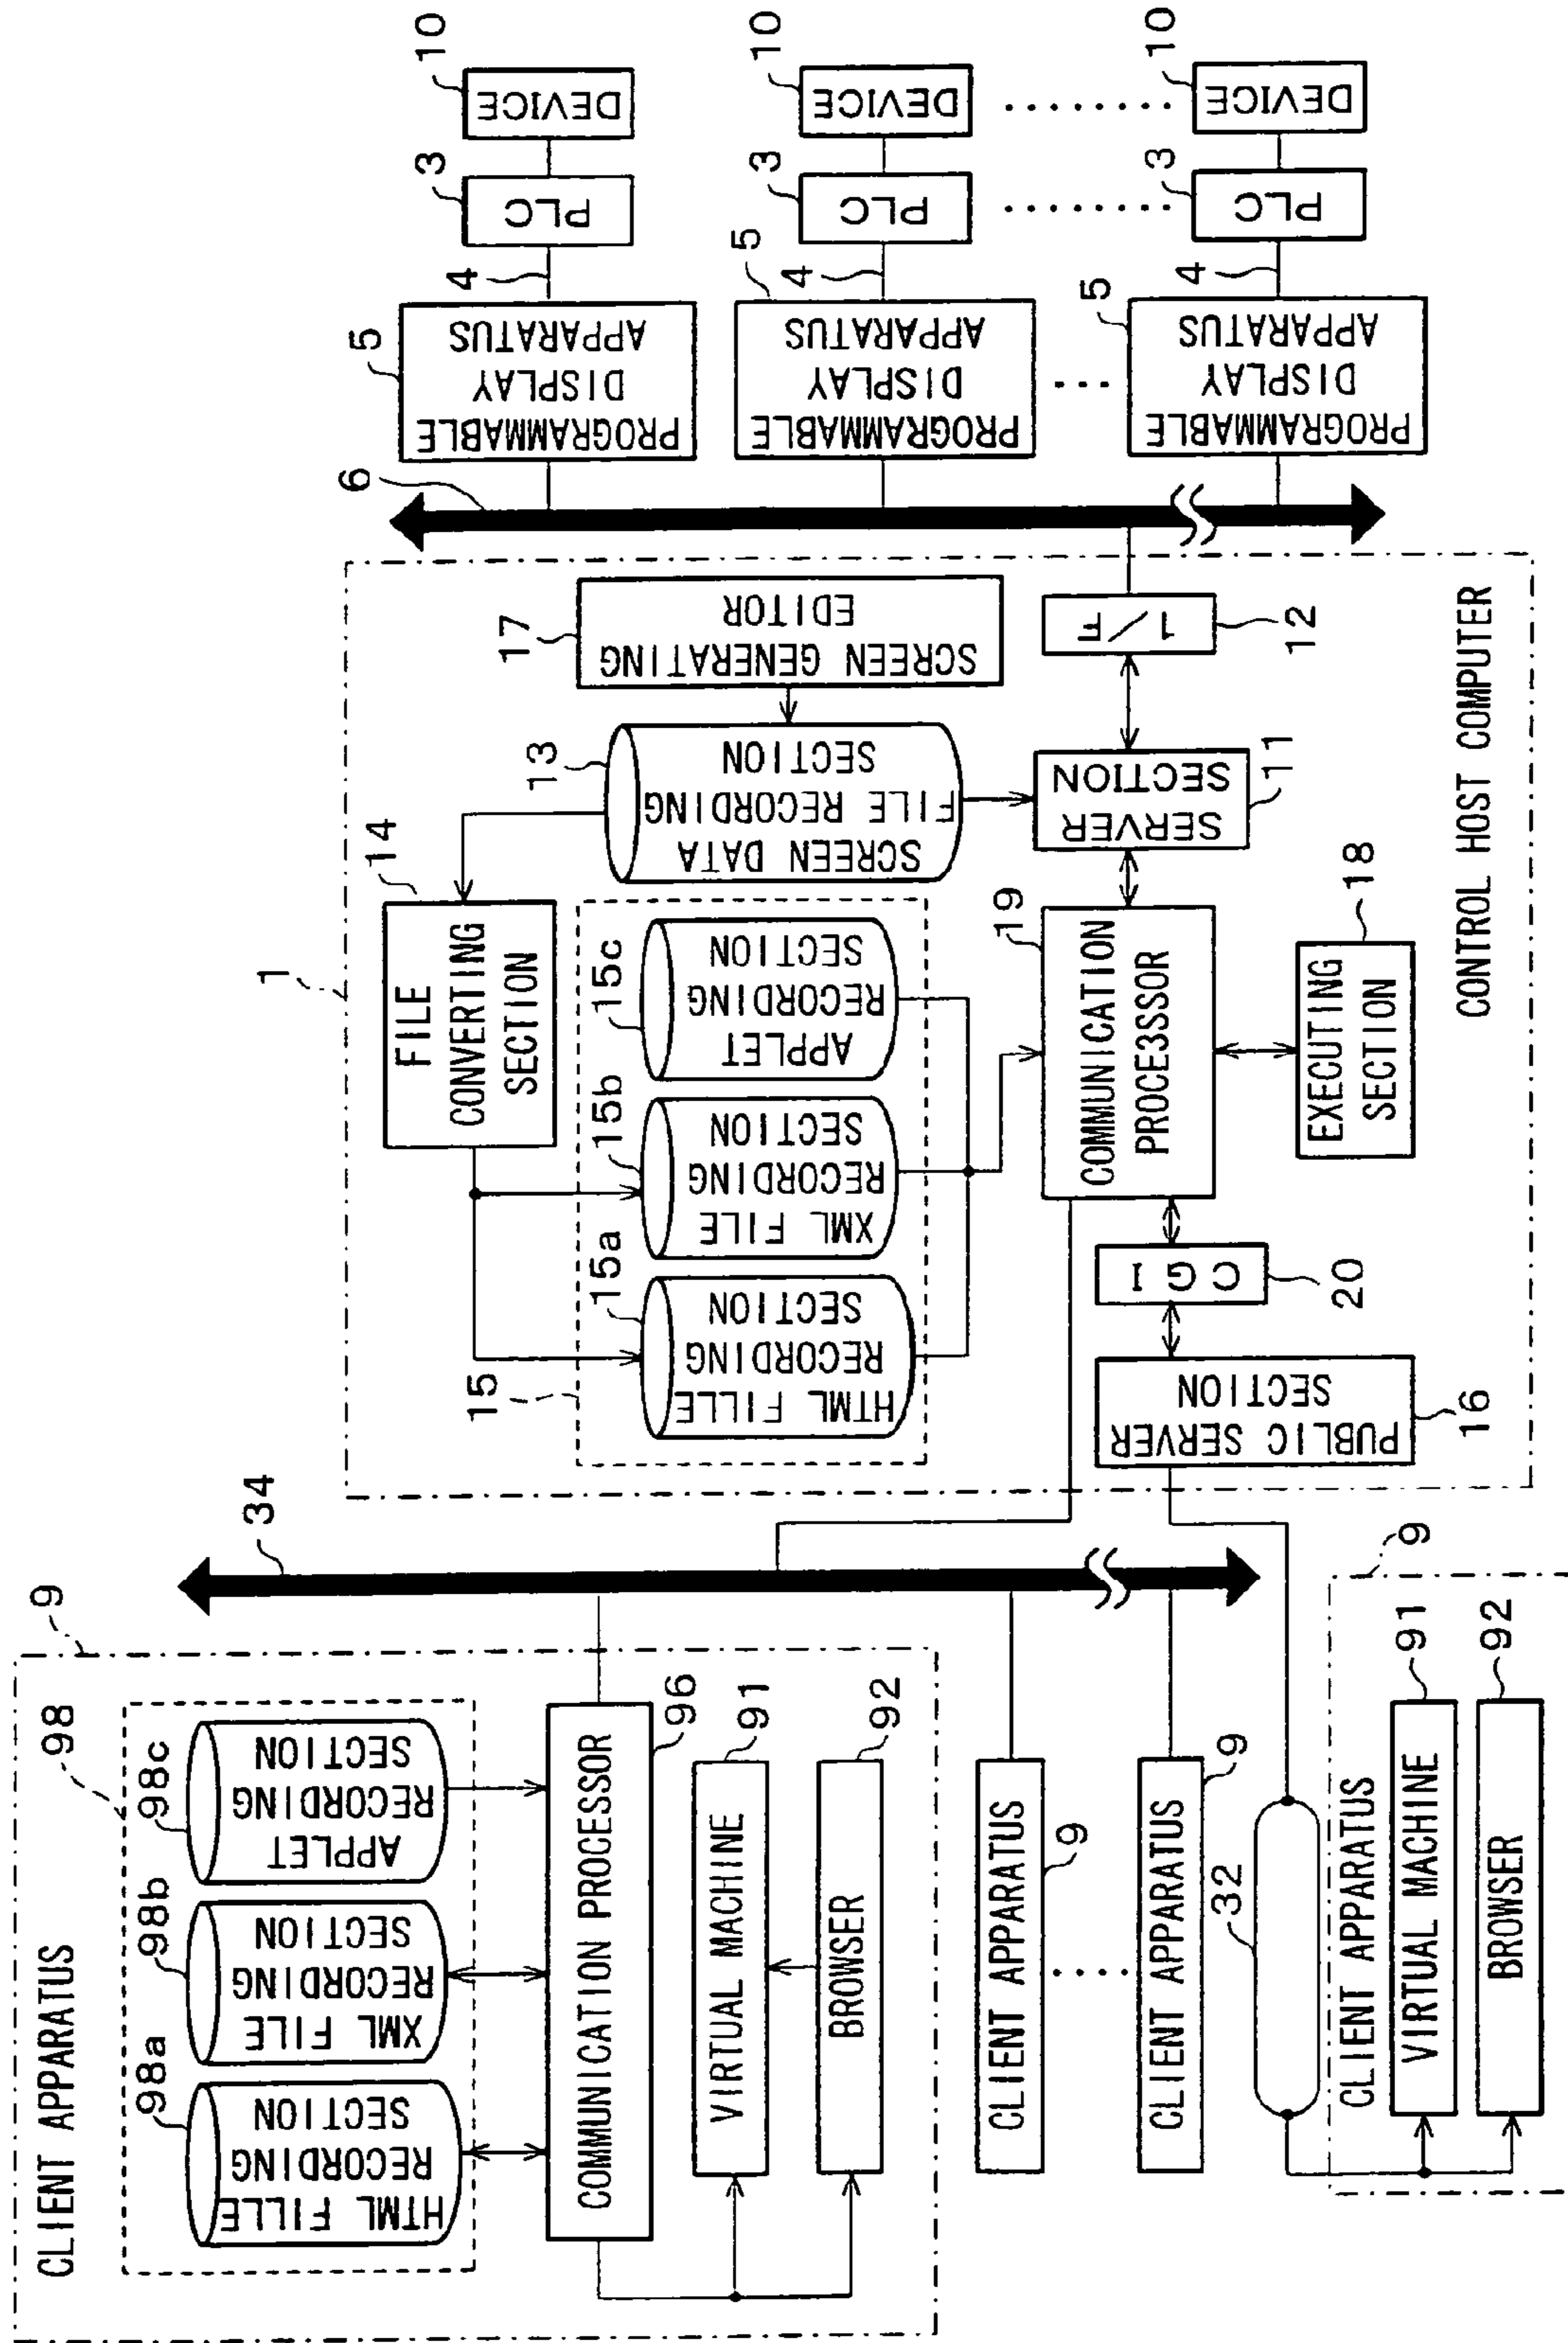 CLIENT APPARATUS
98
9
98a
98b
98c
HTML FILLE
RECORDING
SECTION
XML FILE
RECORDING
SECTION
APPLET
RECORDING
SECTION
COMMUNICATION PROCESSOR
96
VIRTUAL MACHINE
91
BROWSER
92
34
CLIENT APPARATUS
9
CLIENT APPARATUS
9
32
9
CLIENT APPARATUS
VIRTUAL MACHINE
91
BROWSER
92
1
14
FILE
CONVERTING
SECTION
15
15a
15b
15c
HTML FILLE
RECORDING
SECTION
XML FILE
RECORDING
SECTION
APPLET
RECORDING
SECTION
13
SCREEN DATA
FILE RECORDING
SECTION
17
SCREEN GENERATING
EDITOR
19
COMMUNICATION
PROCESSOR
SERVER
SECTION
11
1/F
12
PUBLIC SERVER
SECTION
16
CGI
20
EXECUTING
SECTION
18
CONTROL HOST COMPUTER
6
5
PROGRAMMABLE
DISPLAY
APPARATUS
4
3
PLC
10
DEVICE
5
PROGRAMMABLE
DISPLAY
APPARATUS
4
3
PLC
10
DEVICE
5
PROGRAMMABLE
DISPLAY
APPARATUS
4
3
PLC
10
DEVICE